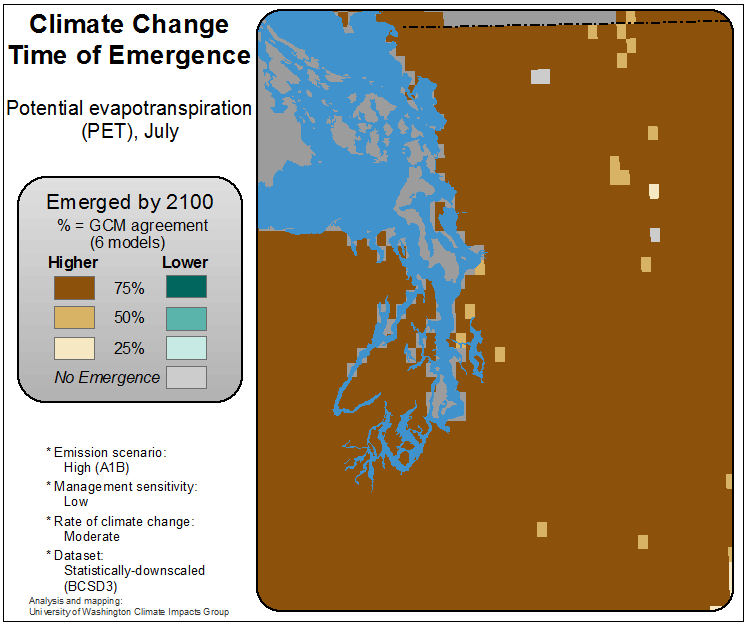 Climate Change
Time of Emergence
Potential evapotranspiration
(PET), July
Emerged by 2100
% = GCM agreement
(6 models)
Higher Lower
75%
50%
25%
No Emergence
* Emission scenario:
High (A1B)
* Management sensitivity:
Low
* Rate of climate change:
Moderate
* Dataset:
Statistically-downscaled
(BCSD3)
Analysis and mapping:
University of Washington Climate Impacts Group